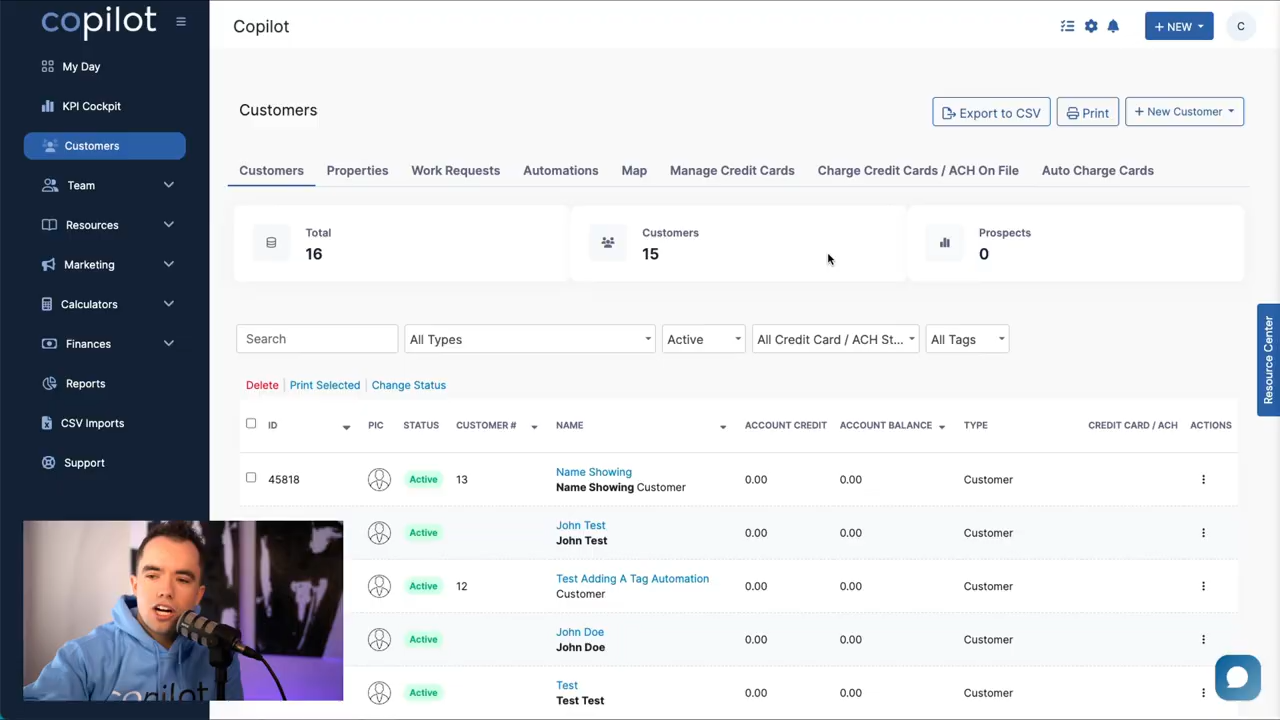 copilot
My Day
KPI Cockpit
Customers
Team
Resources
Marketing
Calculators
Finances
Reports
CSV Imports
Support
Copilot
+ NEW
C
Customers
Export to CSV
Print
+ New Customer
Customers
Properties
Work Requests
Automations
Map
Manage Credit Cards
Charge Credit Cards / ACH On File
Auto Charge Cards
Total
16
Customers
15
Prospects
0
Search
All Types
Active
All Credit Card / ACH St...
All Tags
Delete | Print Selected | Change Status
ID PIC STATUS CUSTOMER # NAME ACCOUNT CREDIT ACCOUNT BALANCE TYPE CREDIT CARD / ACH ACTIONS
45818 Active 13 Name Showing 0.00 0.00 Customer
Name Showing Customer
Active John Test 0.00 0.00 Customer
John Test
Active 12 Test Adding A Tag Automation 0.00 0.00 Customer
Customer
Active John Doe 0.00 0.00 Customer
John Doe
Active Test 0.00 0.00 Customer
Test Test
Resource Center
copilot